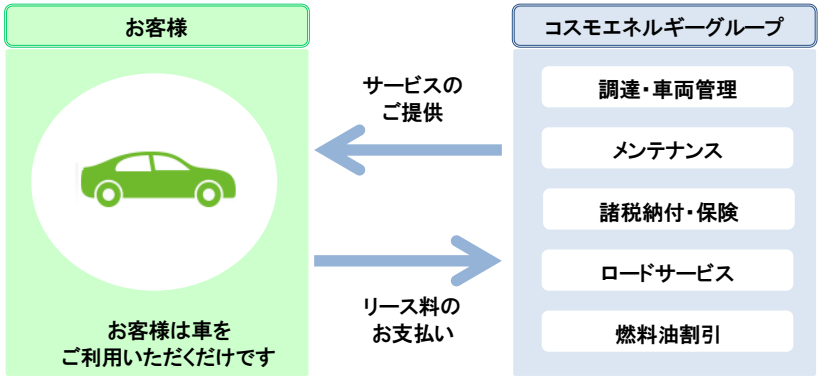 お客様
お客様は車を
ご利用いただくだけです
サービスの
ご提供
リース料の
お支払い
コスモエネルギーグループ
調達・車両管理
メンテナンス
諸税納付・保険
ロードサービス
燃料油割引